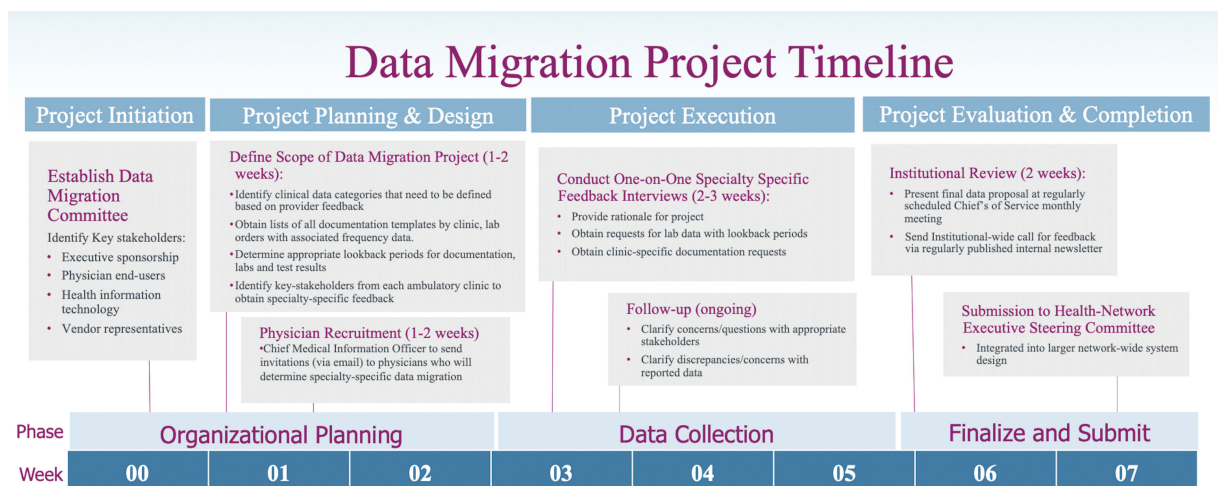 Data Migration Project Timeline
Project Initiation
Establish Data
Migration
Committee
Identify Key stakeholders:
• Executive sponsorship
• Physician end-users
• Health information
technology
• Vendor representatives
Project Planning & Design
Define Scope of Data Migration Project (1-2
weeks):
•Identify clinical data categories that need to be defined
based on provider feedback
•Obtain lists of all documentation templates by clinic, lab
orders with associated frequency data.
•Determine appropriate lookback periods for documentation,
labs and test results
•Identify key-stakeholders from each ambulatory clinic to
obtain specialty-specific feedback
Physician Recruitment (1-2 weeks)
•Chief Medical Information Officer to send
invitations (via email) to physicians who will
determine specialty-specific data migration
Project Execution
Conduct One-on-One Specialty Specific
Feedback Interviews (2-3 weeks):
• Provide rationale for project
• Obtain requests for lab data with lookback periods
• Obtain clinic-specific documentation requests
Follow-up (ongoing)
• Clarify concerns/questions with appropriate
stakeholders
• Clarify discrepancies/concerns with
reported data
Project Evaluation & Completion
Institutional Review (2 weeks):
• Present final data proposal at regularly
scheduled Chief's of Service monthly
meeting
• Send Institutional-wide call for feedback
via regularly published internal newsletter
Submission to Health-Network
Executive Steering Committee
• Integrated into larger network-wide system
design
Phase Organizational Planning Data Collection Finalize and Submit
Week 00 01 02 03 04 05 06 07